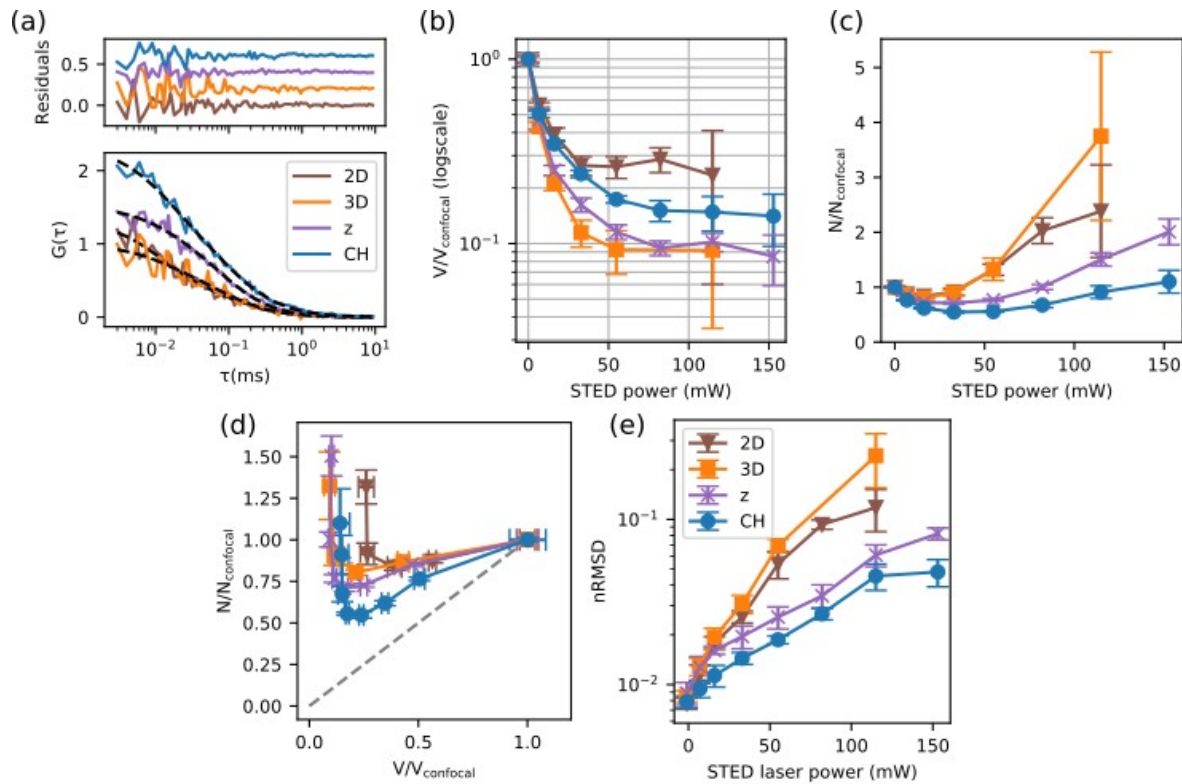 (a)
Residuals
0.5
0.0
G(τ)
2
1
0
2D
3D
z
CH
10⁻² 10⁻¹ 10⁰ 10¹
τ(ms)
(b)
V/Vconfocal (logscale)
10⁰
10⁻¹
0 50 100 150
STED power (mW)
(c)
N/Nconfocal
5
4
3
2
1
0
0 50 100 150
STED power (mW)
(d)
N/Nconfocal
1.50
1.25
1.00
0.75
0.50
0.25
0.00
0.0 0.5 1.0
V/Vconfocal
(e)
nRMSD
10⁻¹
10⁻²
2D
3D
z
CH
0 50 100 150
STED laser power (mW)